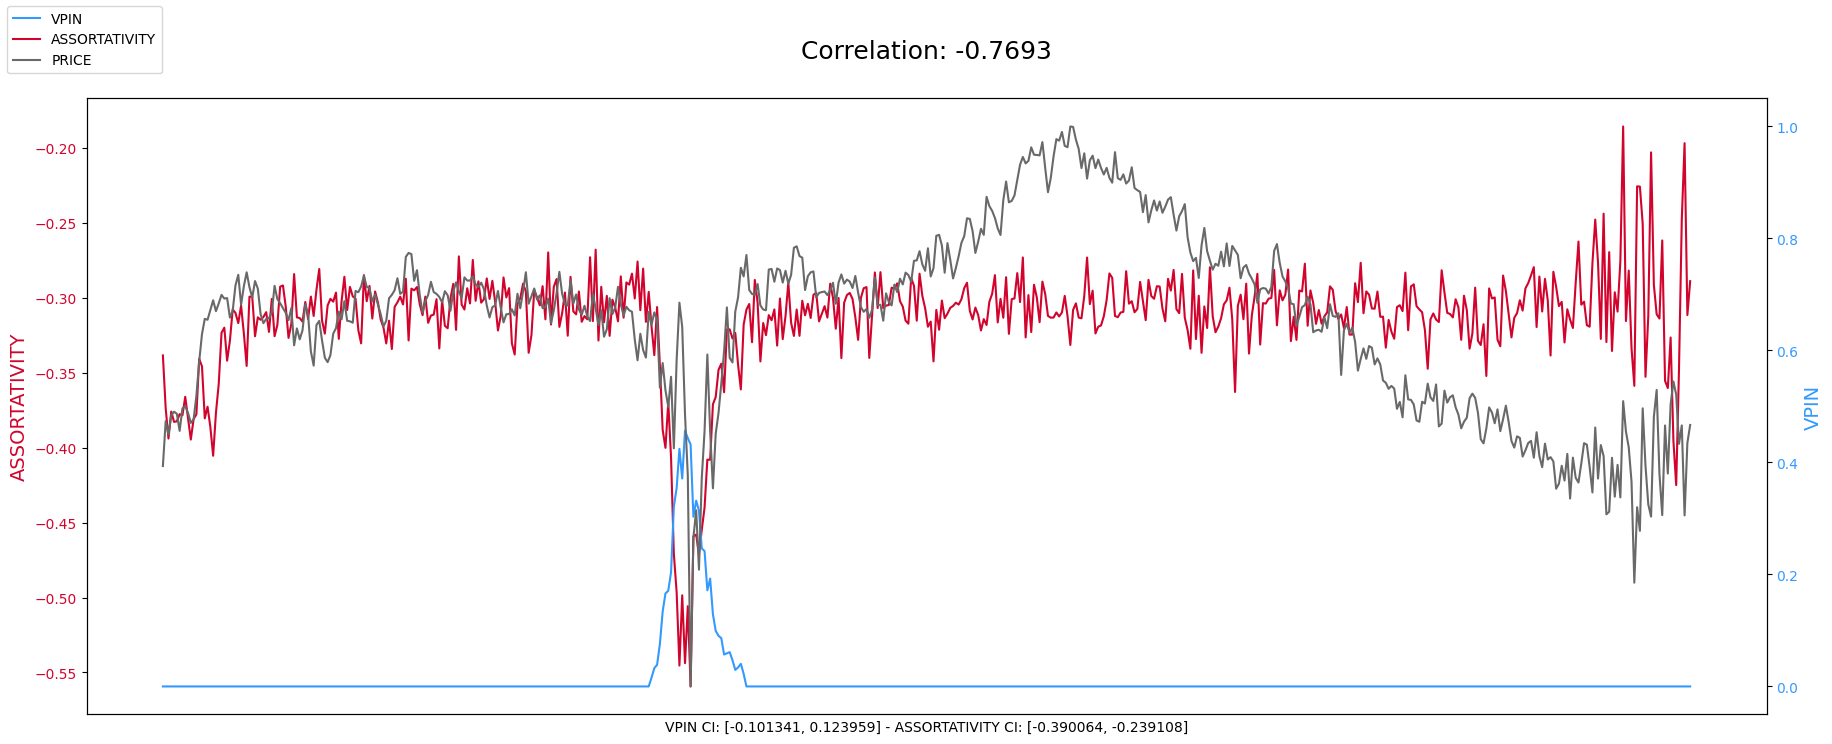 VPIN
ASSORTATIVITY
PRICE
Correlation: -0.7693
ASSORTATIVITY
−0.20
−0.25
−0.30
−0.35
−0.40
−0.45
−0.50
−0.55
1.0
0.8
0.6
0.4
0.2
0.0
VPIN
VPIN CI: [-0.101341, 0.123959] - ASSORTATIVITY CI: [-0.390064, -0.239108]